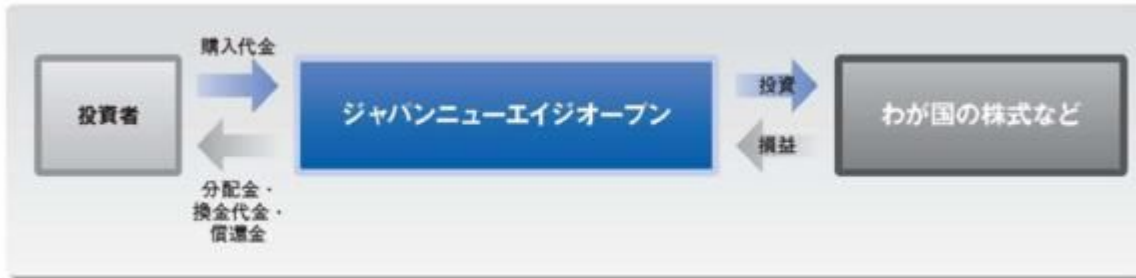 購入代金
投資者
ジャパンニューエイジオープン
投資
わが国の株式など
損益
分配金・
換金代金・
償還金